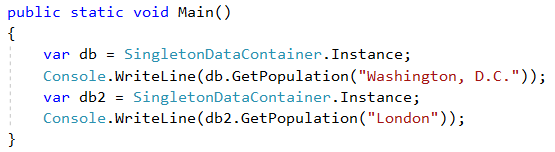 public static void Main()
{
    var db = SingletonDataContainer.Instance;
    Console.WriteLine(db.GetPopulation("Washington, D.C."));
    var db2 = SingletonDataContainer.Instance;
    Console.WriteLine(db2.GetPopulation("London"));
}